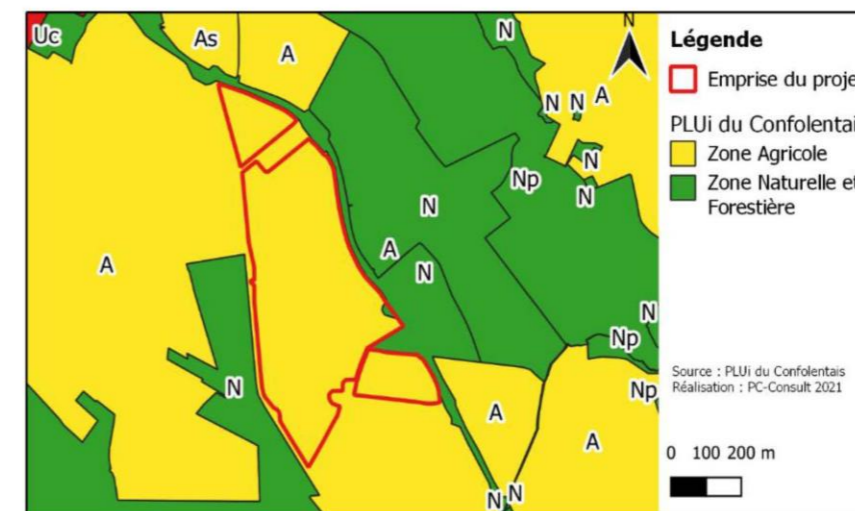 Uc
As
A
N
N
Légende
Emprise du proje
N
N
A
PLUi du Confolentai
Zone Agricole
N
Np
N
Zone Naturelle et
Forestière
N
A
A
N
N
Np
Source : PLUi du Confolentais
Réalisation : PC-Consult 2021
N
Np
A
A
0 100 200 m
N
N